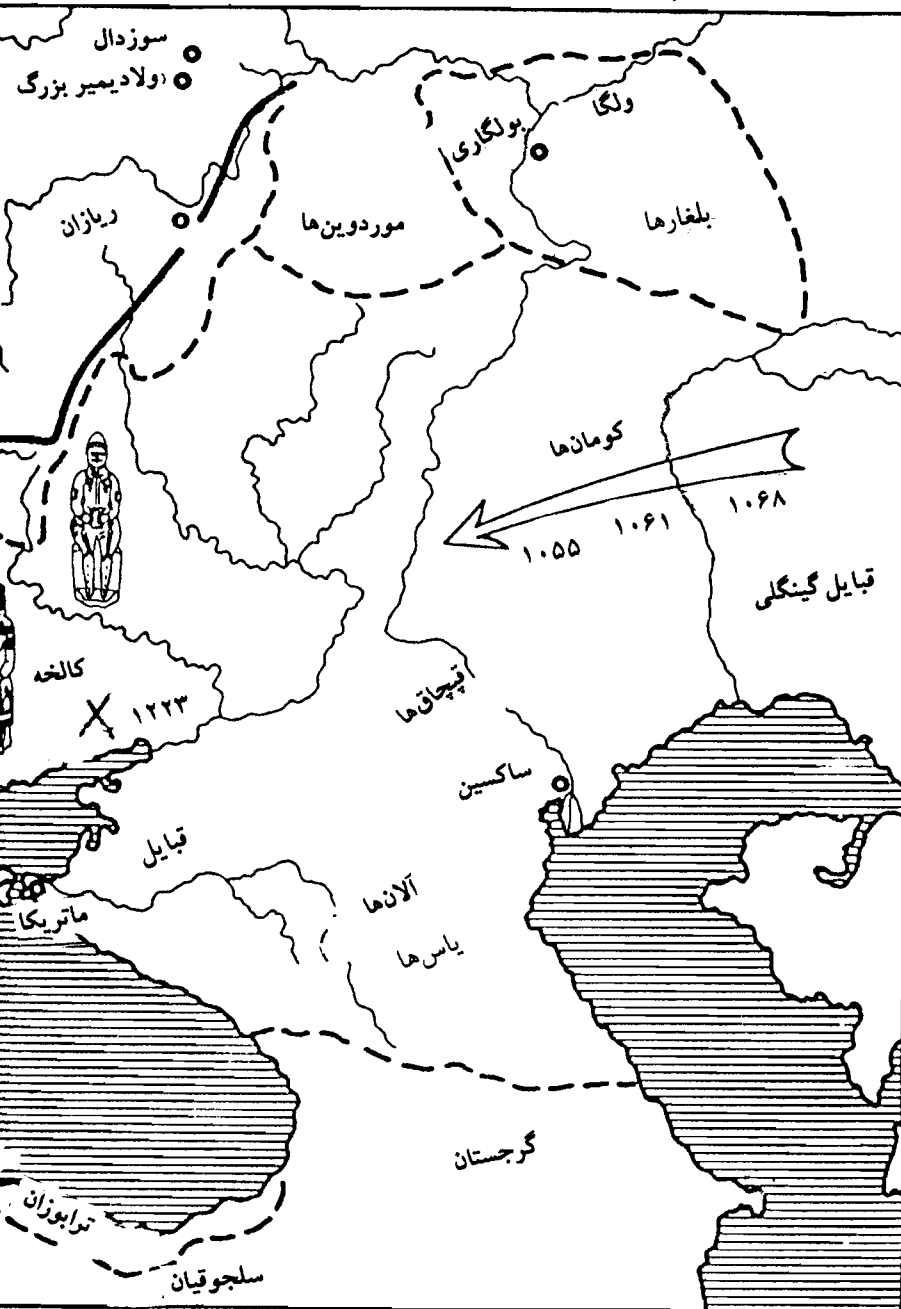 سوزدال
ولادیمیر بزرگ
ولگا
بولگاری
ریازان
موردوین‌ها
بلغارها
کومان‌ها
۱۰۶۸
۱۰۶۱
۱۰۵۵
قبایل گینگلی
کالخه
۱۲۲۳
قپچاق‌ها
ساکسین
قبایل
آلان‌ها
ماتریکا
یاس‌ها
گرجستان
ترابوزان
سلجوقیان